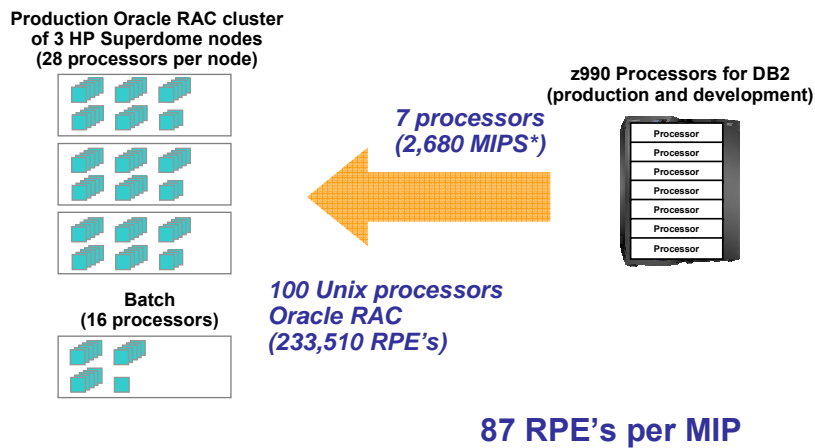 Production Oracle RAC cluster
of 3 HP Superdome nodes
(28 processors per node)
z990 Processors for DB2
(production and development)
7 processors
(2,680 MIPS*)
Processor
Processor
Processor
Processor
Processor
Processor
Processor
Batch
(16 processors)
100 Unix processors
Oracle RAC
(233,510 RPE's)
87 RPE's per MIP